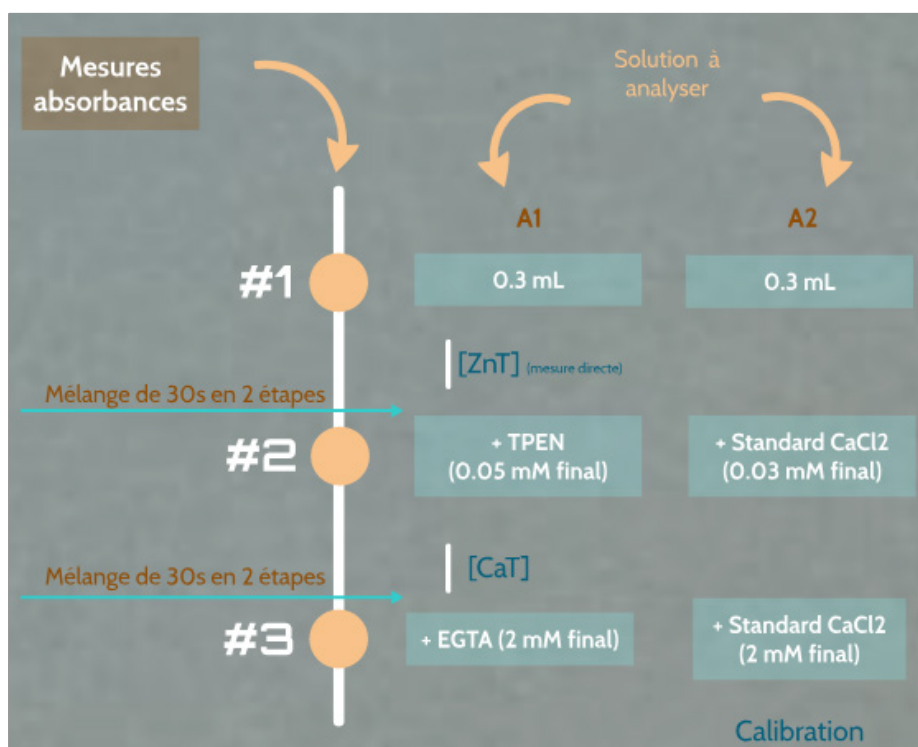 Mesures
absorbances
Solution à
analyser
A1
A2
#1
0.3 mL
0.3 mL
[ZnT] (mesure directe)
Mélange de 30s en 2 étapes
#2
+ TPEN
(0.05 mM final)
+ Standard CaCl2
(0.03 mM final)
[CaT]
Mélange de 30s en 2 étapes
#3
+ EGTA (2 mM final)
+ Standard CaCl2
(2 mM final)
Calibration